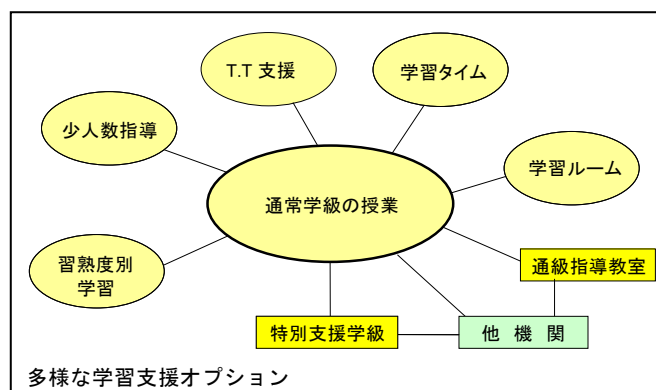 T.T 支援
学習タイム
少人数指導
学習ルーム
通常学級の授業
習熟度別
学習
通級指導教室
特別支援学級
他 機 関
多様な学習支援オプション